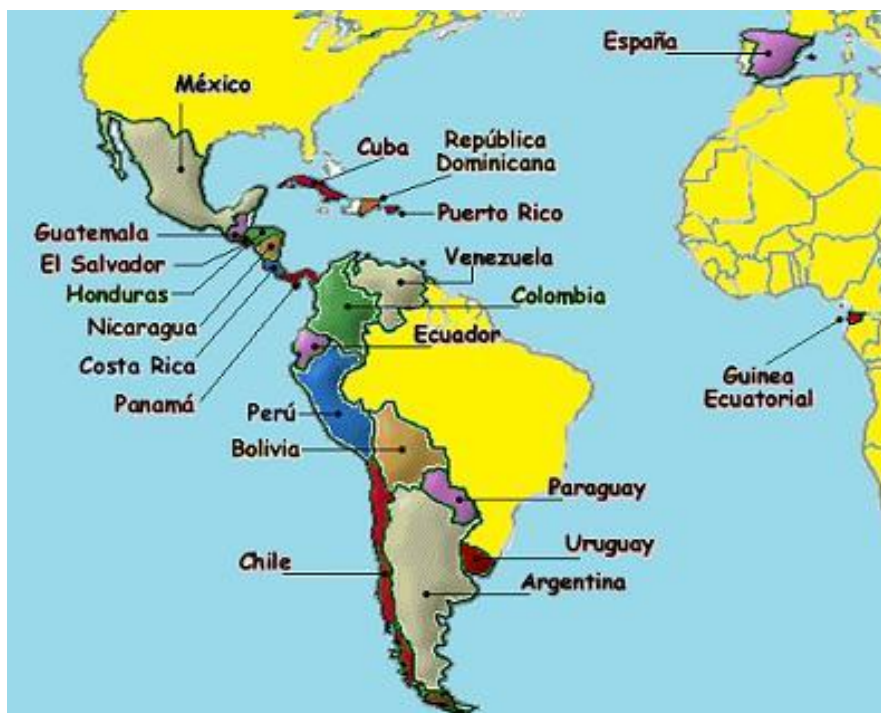 España
México
Cuba
República
Dominicana
Puerto Rico
Guatemala
El Salvador
Honduras
Nicaragua
Costa Rica
Panamá
Venezuela
Colombia
Ecuador
Perú
Bolivia
Guinea
Ecuatorial
Paraguay
Uruguay
Chile
Argentina